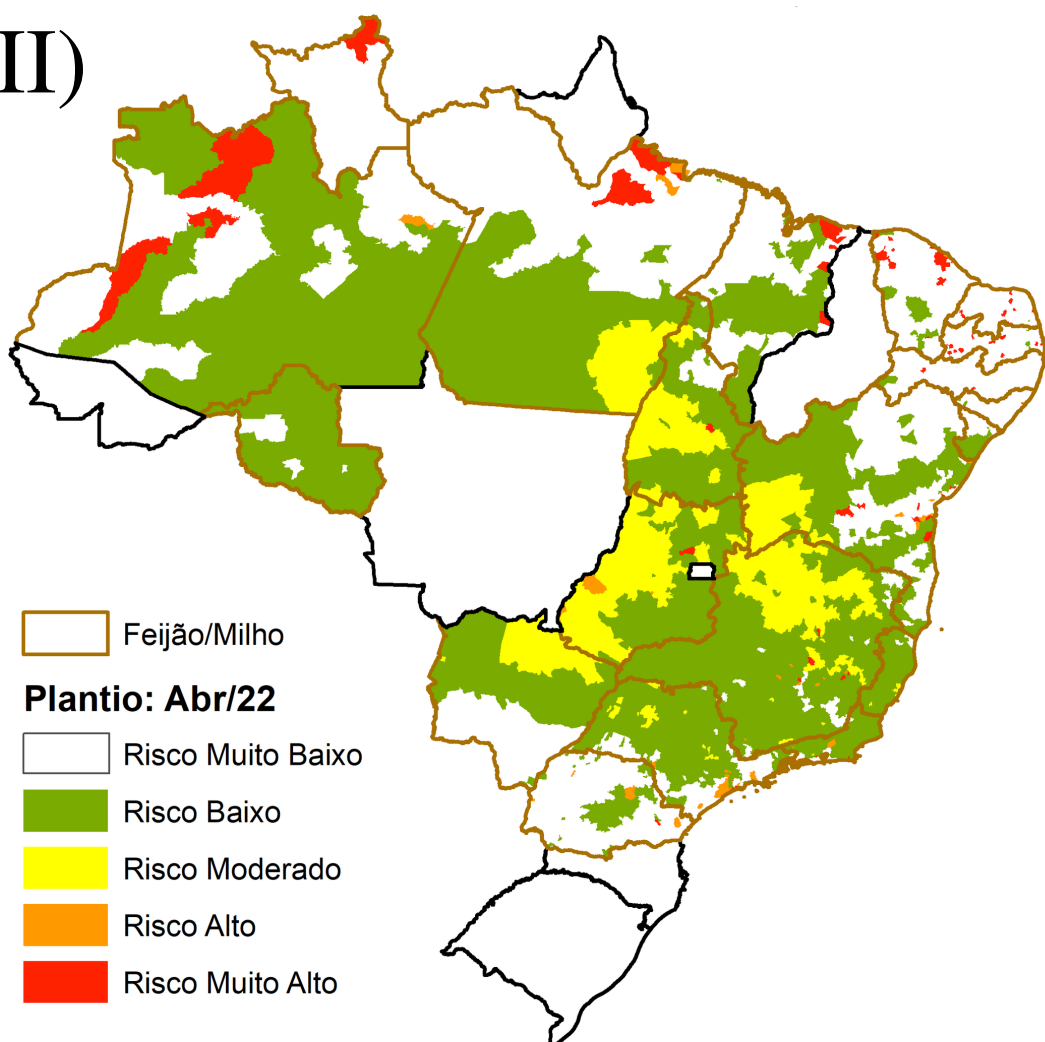 II)
Feijão/Milho
Plantio: Abr/22
Risco Muito Baixo
Risco Baixo
Risco Moderado
Risco Alto
Risco Muito Alto